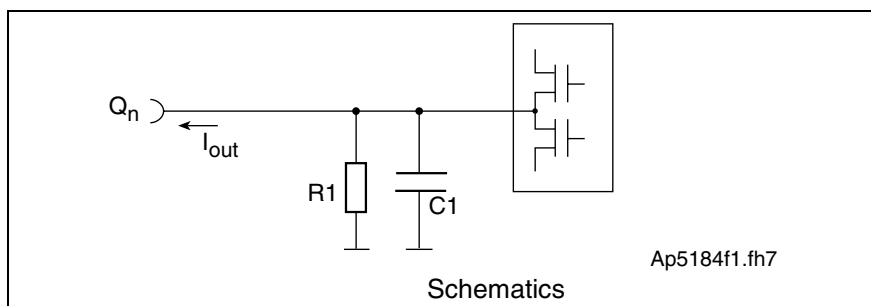 Qn
Iout
R1
C1
Ap5184f1.fh7
Schematics